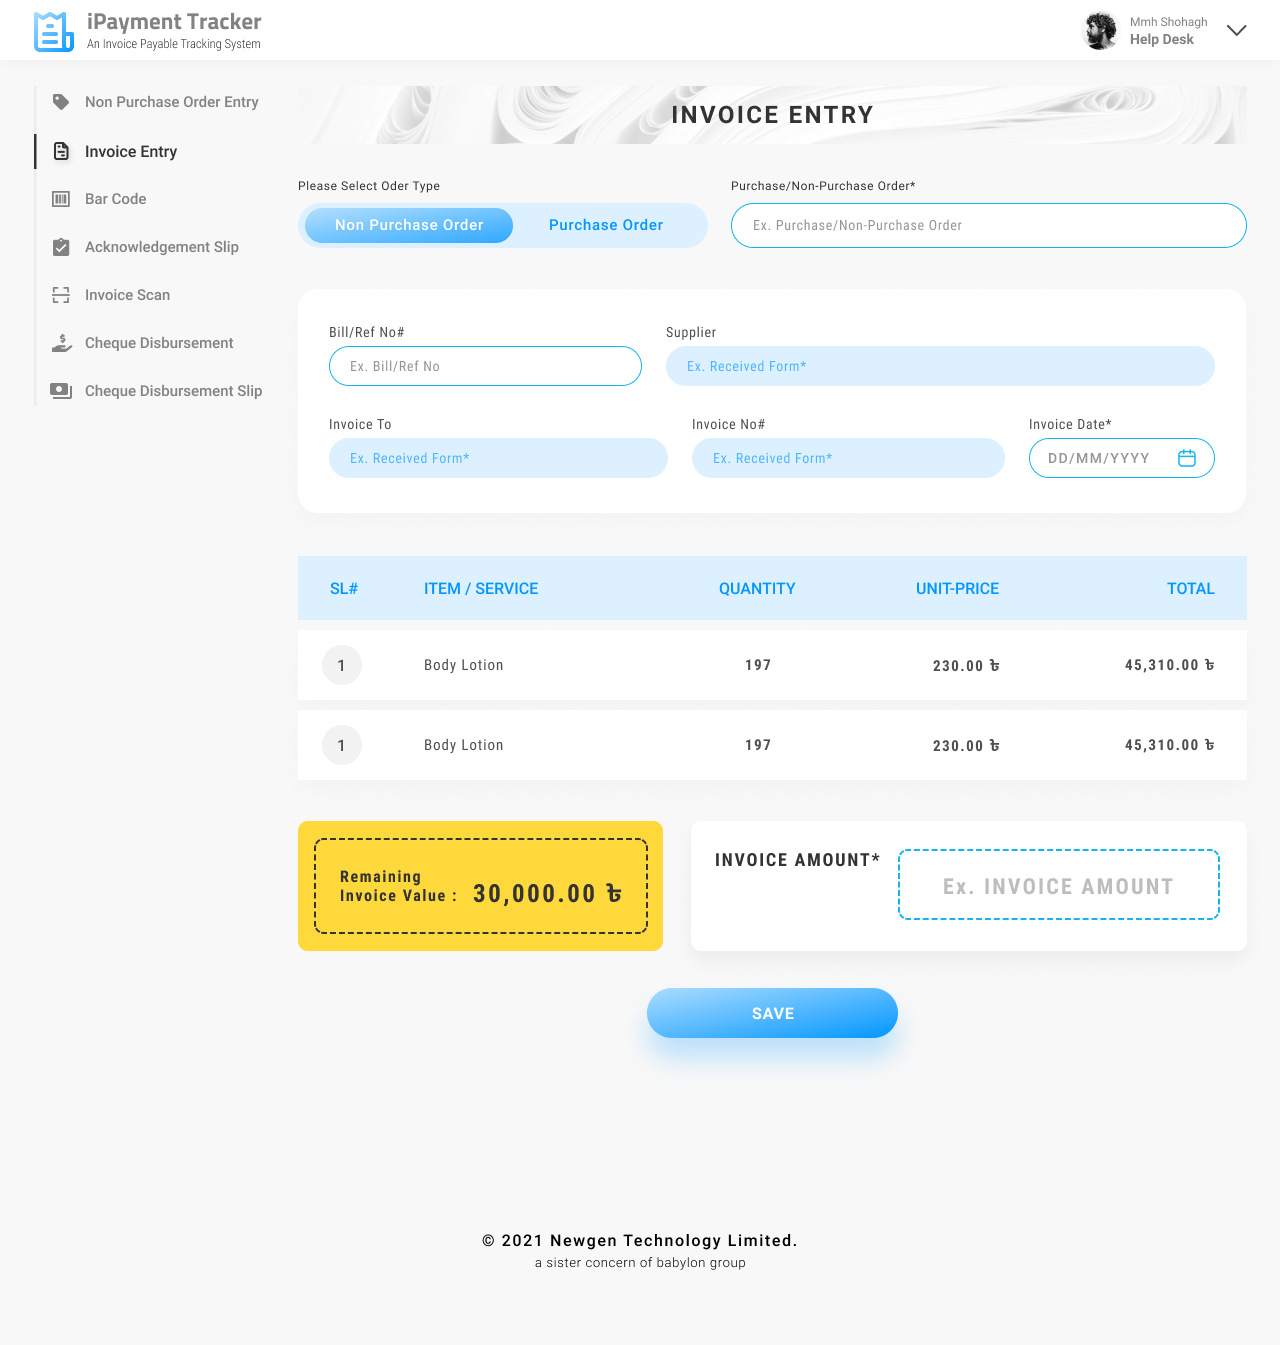 iPayment Tracker
An Invoice Payable Tracking System
Mmh Shohagh
Help Desk
Non Purchase Order Entry
Invoice Entry
Bar Code
Acknowledgement Slip
Invoice Scan
Cheque Disbursement
Cheque Disbursement Slip
INVOICE ENTRY
Please Select Oder Type
Purchase/Non-Purchase Order*
Non Purchase Order Purchase Order
Ex. Purchase/Non-Purchase Order
Bill/Ref No# Supplier
Ex. Bill/Ref No Ex. Received Form*
Invoice To Invoice No# Invoice Date*
Ex. Received Form* Ex. Received Form* DD/MM/YYYY
SL# ITEM / SERVICE QUANTITY UNIT-PRICE TOTAL
1 Body Lotion 197 230.00 ৳ 45,310.00 ৳
1 Body Lotion 197 230.00 ৳ 45,310.00 ৳
Remaining
Invoice Value : 30,000.00 ৳
INVOICE AMOUNT*
Ex. INVOICE AMOUNT
SAVE
© 2021 Newgen Technology Limited.
a sister concern of babylon group